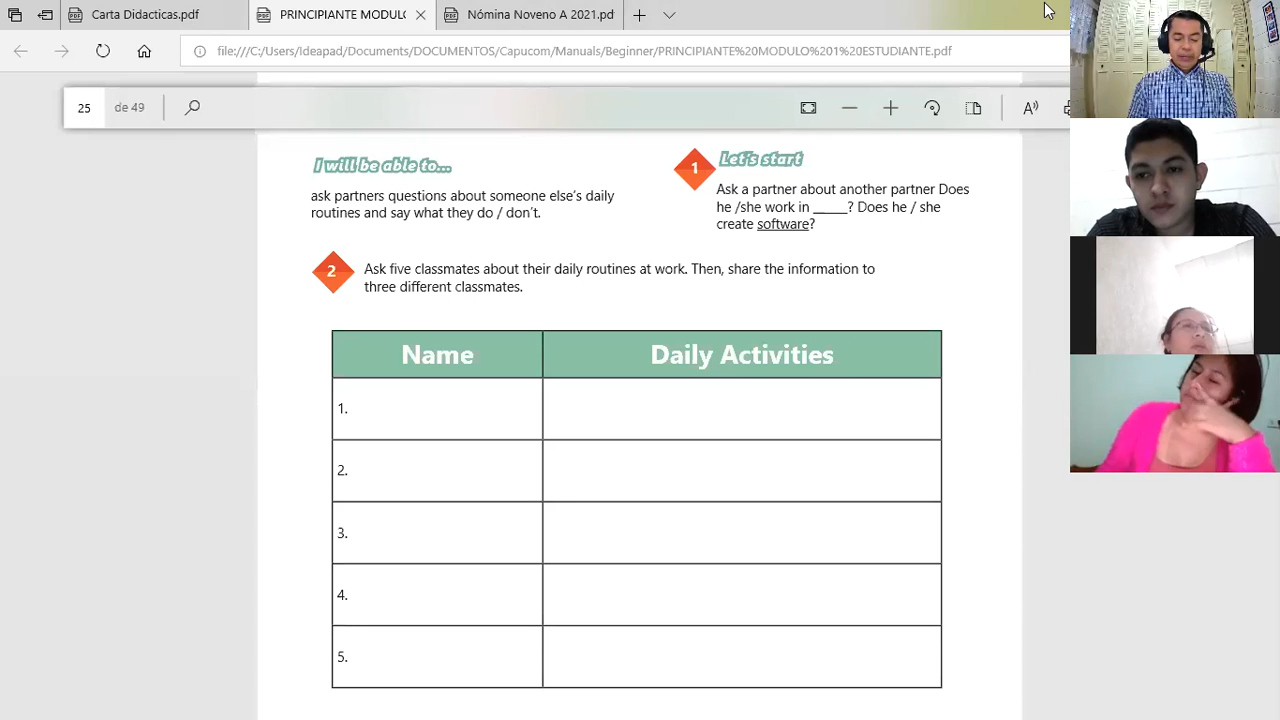 Carta Didacticas.pdf
PRINCIPIANTE MODULO
Nómina Inveno A 2021.p
file:///C:/Users/Ideapad/Documents
S/Capucom/Manuals/Beginner/PRINCIPIANTE%20MODULO%201%20ESTUDIANTE.pdf
25 de 49
I will be able to...
ask partners questions about someone else's daily
routines and say what they do / don't.
1 Let's start
Ask a partner about another partner Does
he /she work in _____? Does he / she
create software?
2 Ask five classmates about their daily routines at work. Then, share the information to
three different classmates.
Name Daily Activities
1.
2.
3.
4.
5.